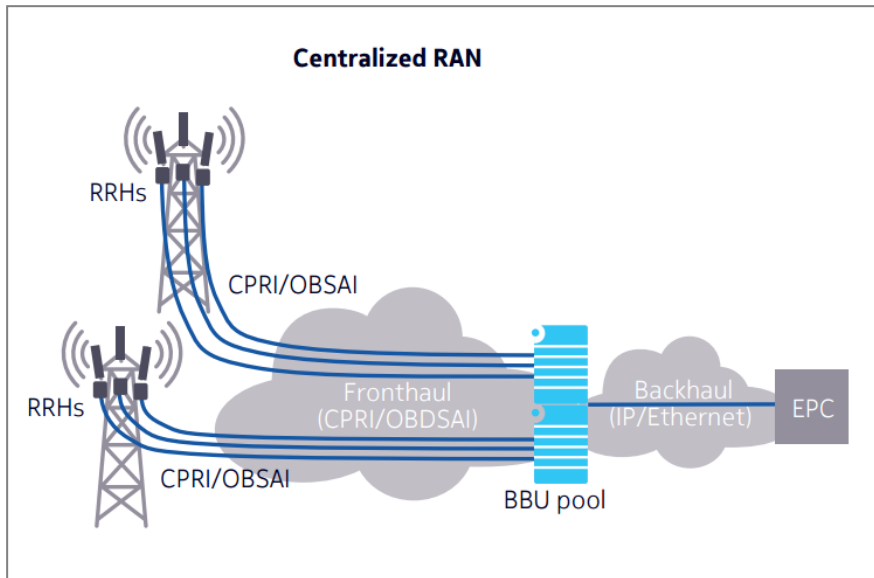 Centralized RAN
RRHs
CPRI/OBSAI
RRHs
Fronthaul
(CPRI/OBDSAI)
Backhaul
(IP/Ethernet)
EPC
CPRI/OBSAI
BBU pool